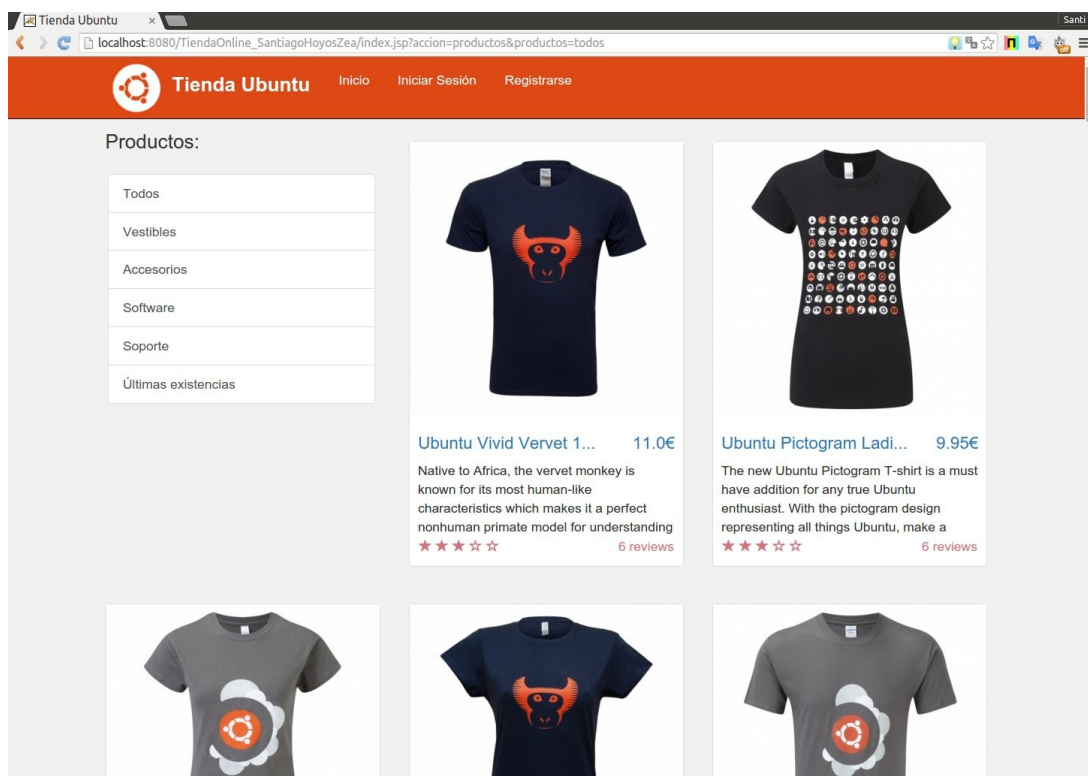 Tienda Ubuntu
Santi
localhost:8080/TiendaOnline_SantiagoHoyosZea/index.jsp?accion=productos&productos=todos
Tienda Ubuntu Inicio Iniciar Sesión Registrarse
Productos:
Todos
Vestibles
Accesorios
Software
Soporte
Últimas existencias
Ubuntu Vivid Vervet 1... 11.0€
Native to Africa, the vervet monkey is
known for its most human-like
characteristics which makes it a perfect
nonhuman primate model for understanding
6 reviews
Ubuntu Pictogram Ladi... 9.95€
The new Ubuntu Pictogram T-shirt is a must
have addition for any true Ubuntu
enthusiast. With the pictogram design
representing all things Ubuntu, make a
6 reviews